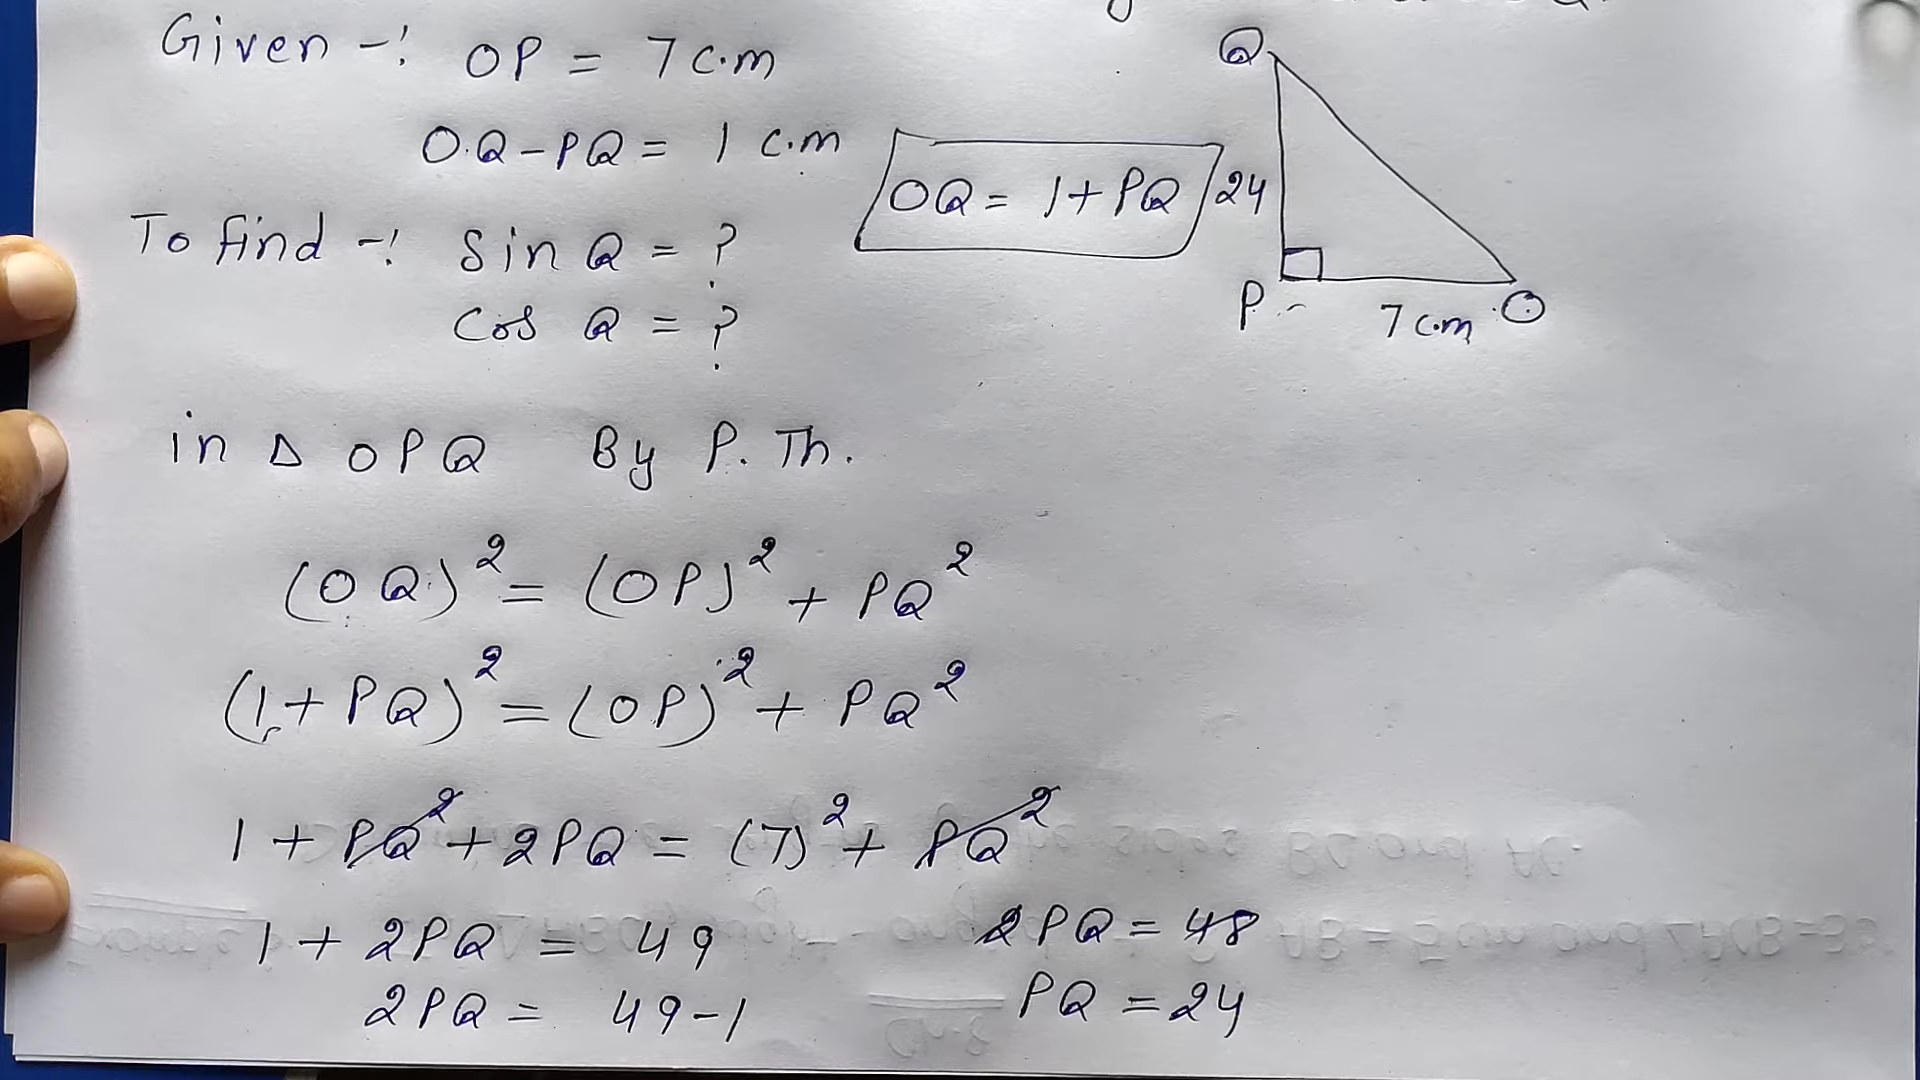 Given -: OP = 7 c.m
O.Q - PQ = 1 c.m
OQ = 1 + PQ
To find -: Sin Q = ?
Cos Q = ?
Q
24
P
7 c.m
O
in Δ OPQ By P. Th.
(OQ)² = (OP)² + PQ²
(1 + PQ)² = (OP)² + PQ²
1 + PQ² + 2PQ = (7)² + PQ²
1 + 2PQ = 49
2PQ = 49 - 1
2PQ = 48
PQ = 24